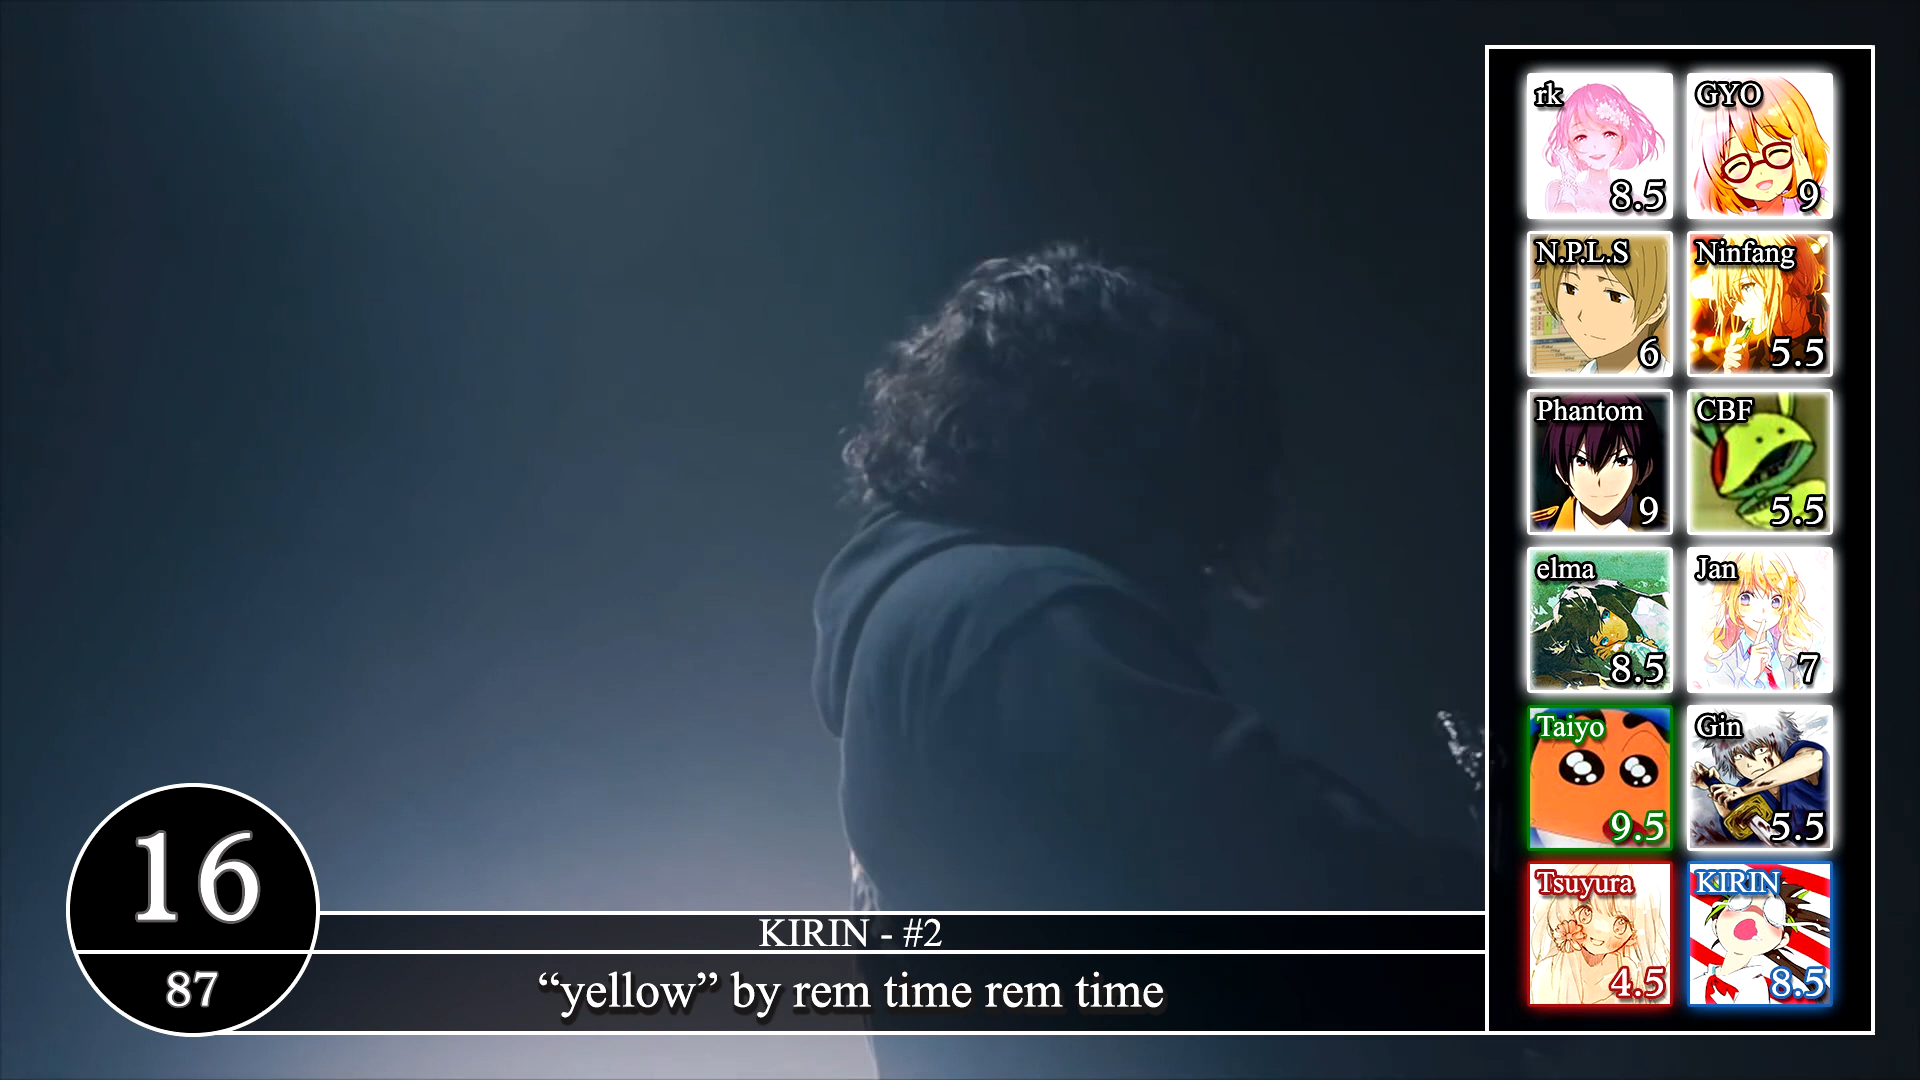 rk
8.5
GYO
9
N.P.L.S
6
Ninfang
5.5
Phantom
9
CBF
5.5
elma
8.5
Jan
7
Taiyo
9.5
Gin
5.5
Tsuyura
4.5
KIRIN
8.5
16
87
KIRIN - #2
“yellow” by rem time rem time